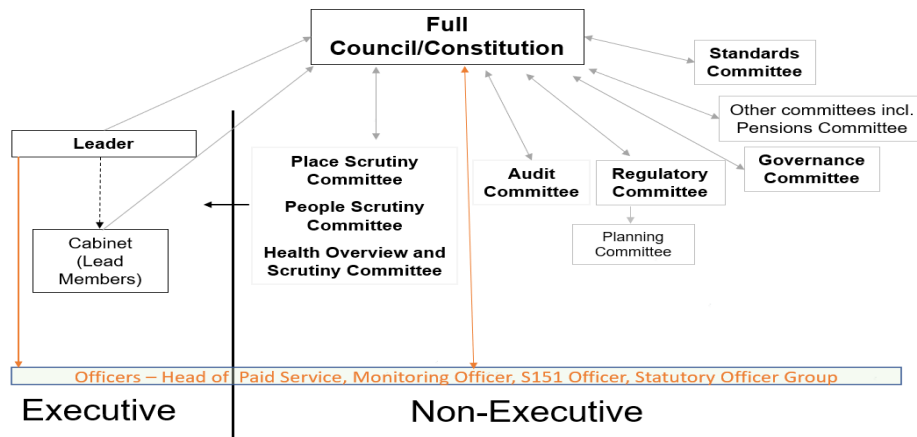 Full
Council/Constitution
Standards
Committee
Other committees incl.
Pensions Committee
Leader
Place Scrutiny
Committee
People Scrutiny
Committee
Health Overview and
Scrutiny Committee
Audit
Committee
Regulatory
Committee
Governance
Committee
Cabinet
(Lead
Members)
Planning
Committee
Officers – Head of Paid Service, Monitoring Officer, S151 Officer, Statutory Officer Group
Executive
Non-Executive